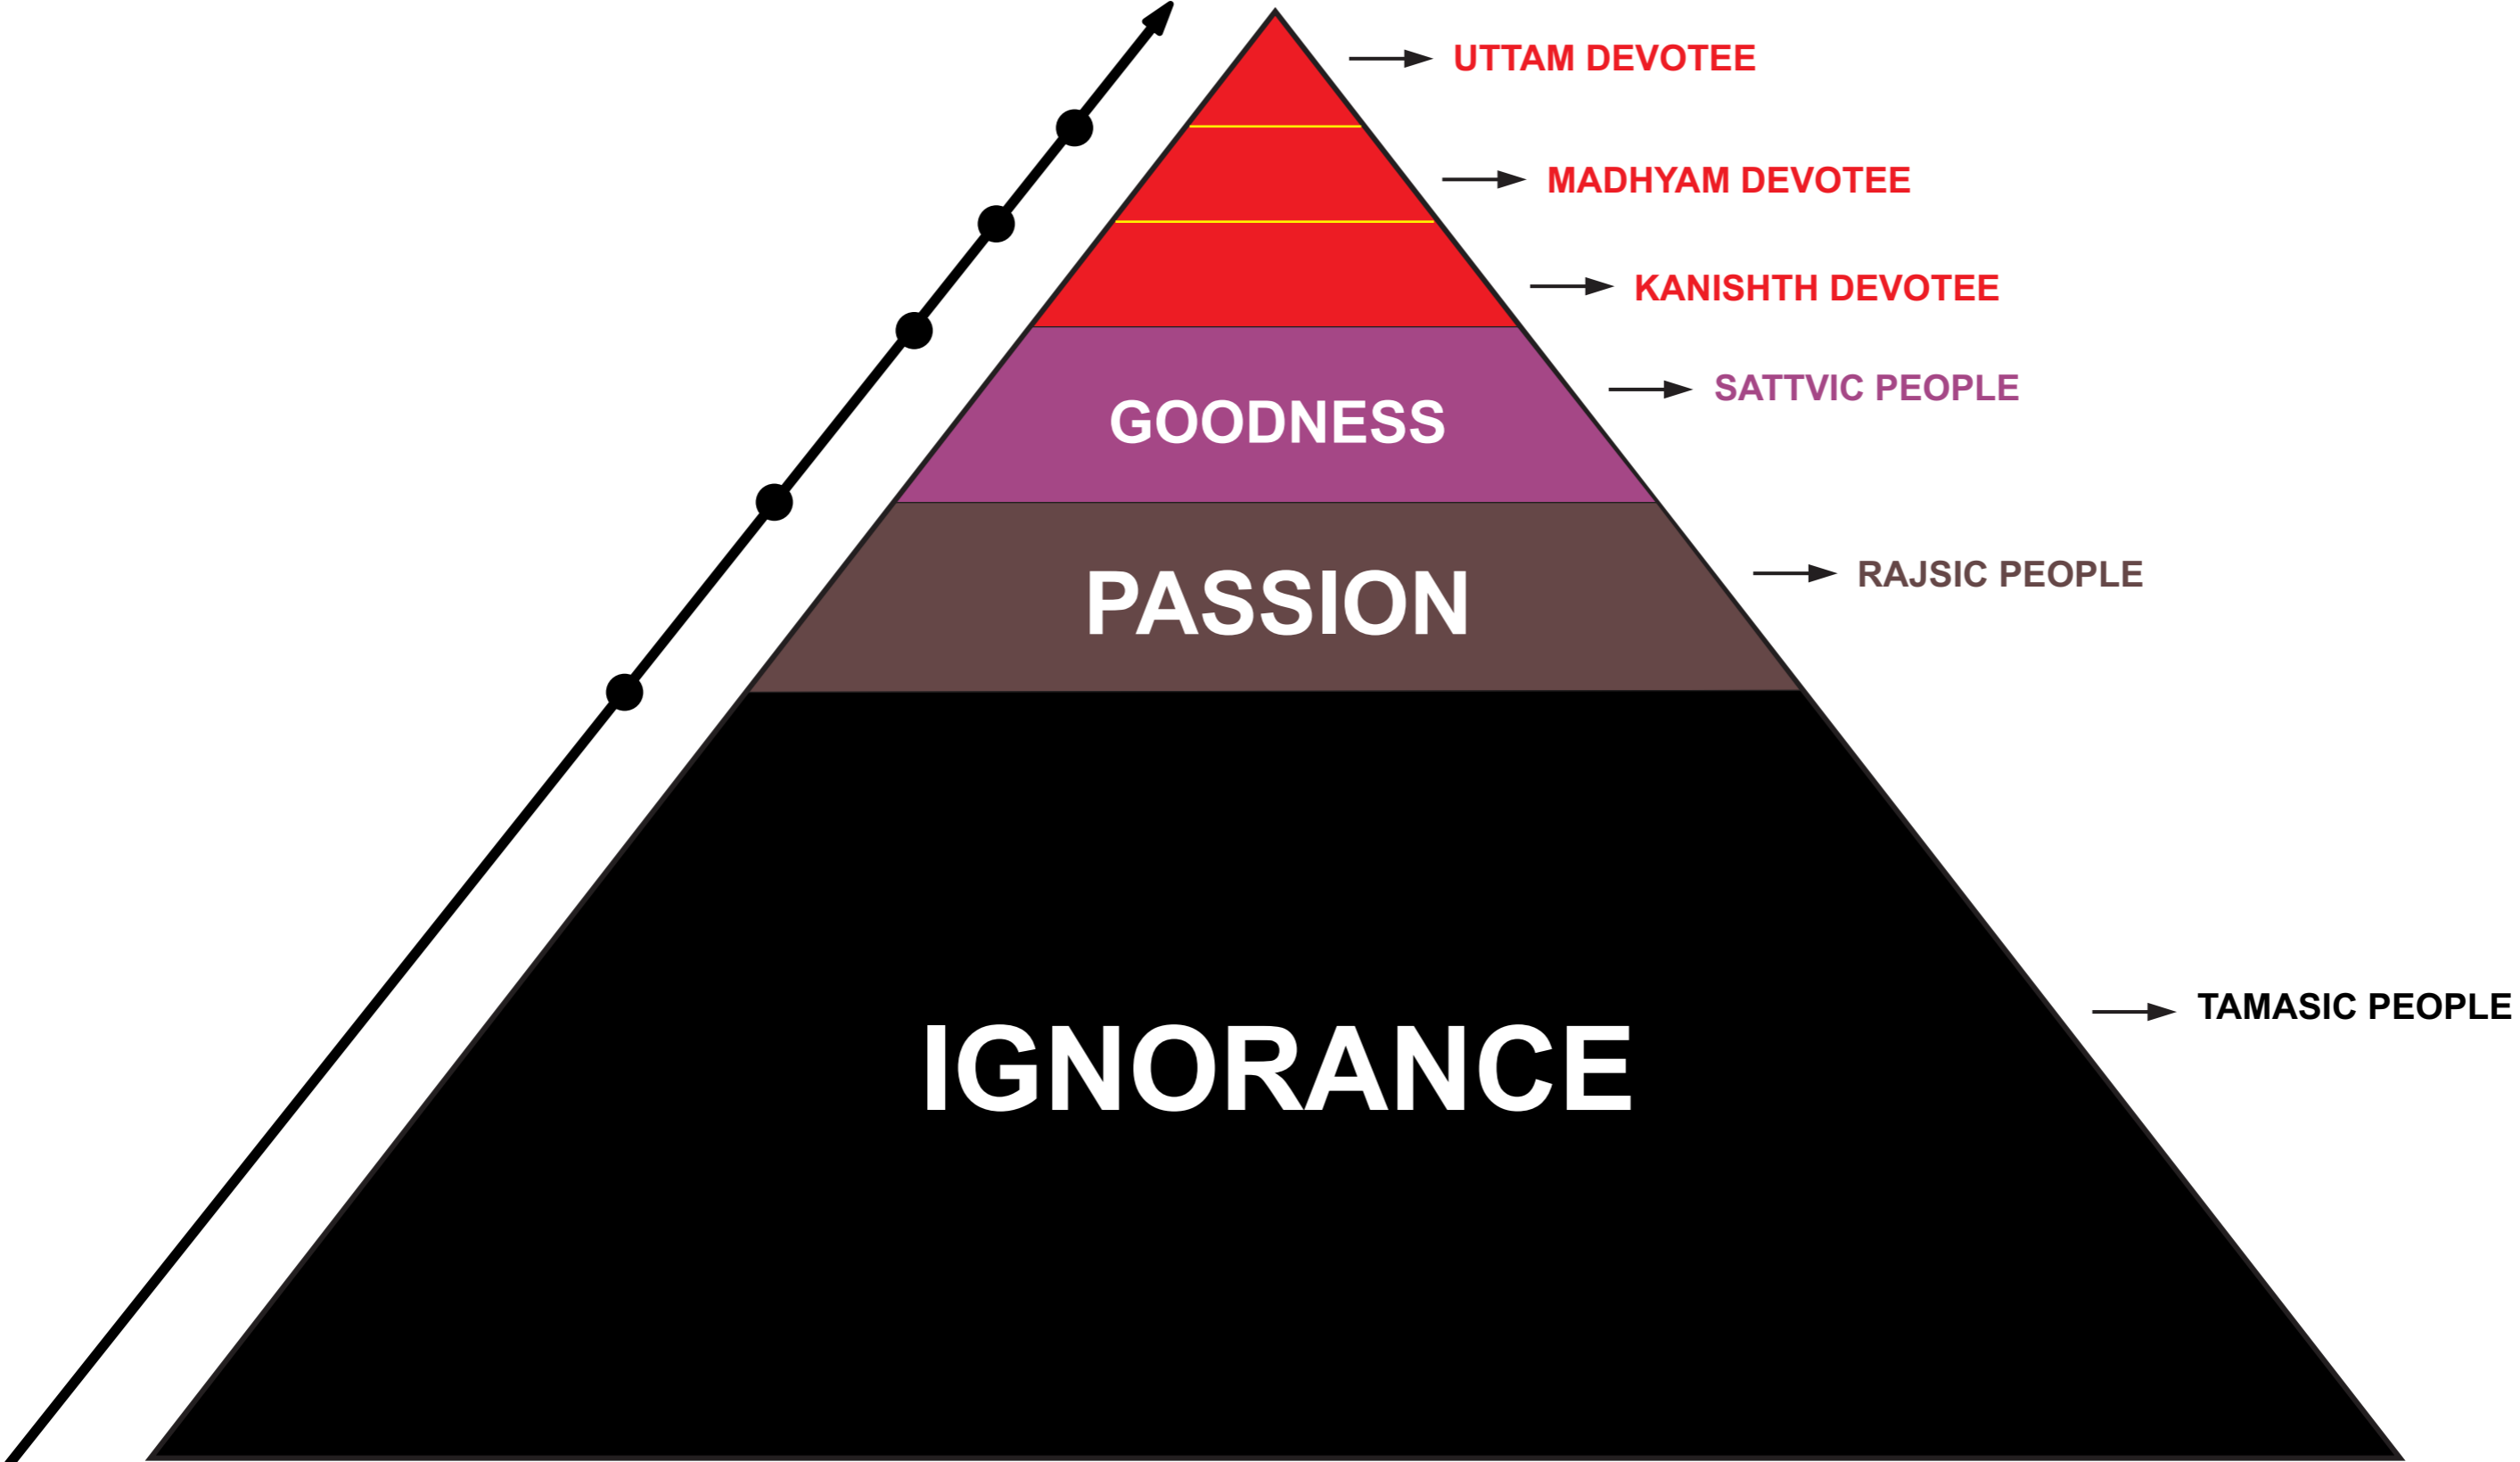 UTTAM DEVOTEE
MADHYAM DEVOTEE
KANISHTH DEVOTEE
SATTVIC PEOPLE
GOODNESS
RAJSIC PEOPLE
PASSION
TAMASIC PEOPLE
IGNORANCE